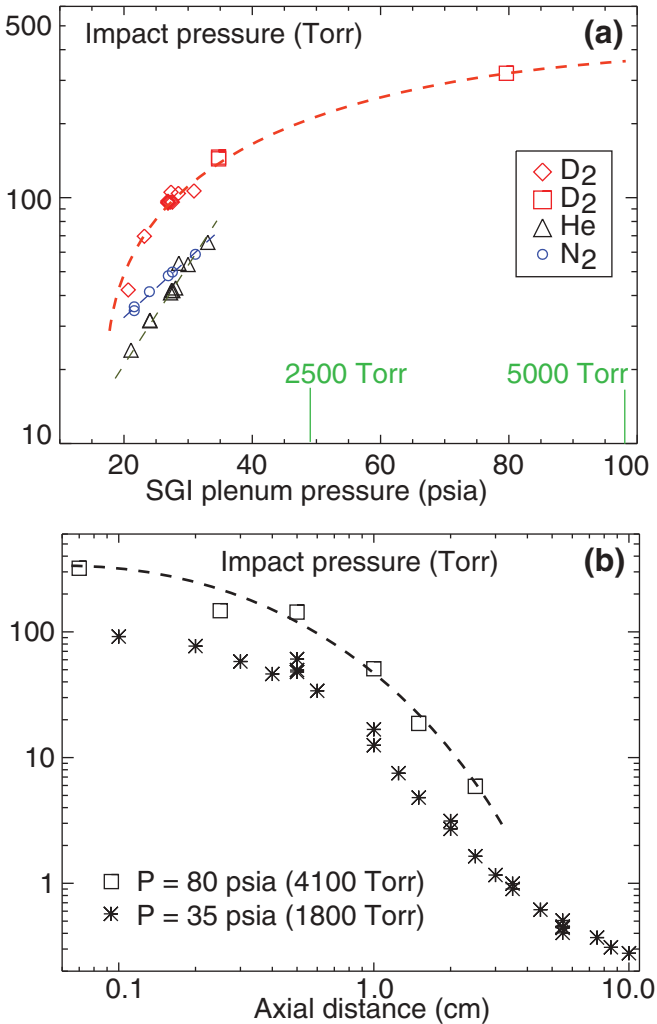 500
Impact pressure (Torr)
(a)
D2
D2
He
N2
100
2500 Torr
5000 Torr
10
20
40
60
80
100
SGI plenum pressure (psia)
Impact pressure (Torr)
(b)
100
10
1
P = 80 psia (4100 Torr)
P = 35 psia (1800 Torr)
0.1
1.0
10.0
Axial distance (cm)